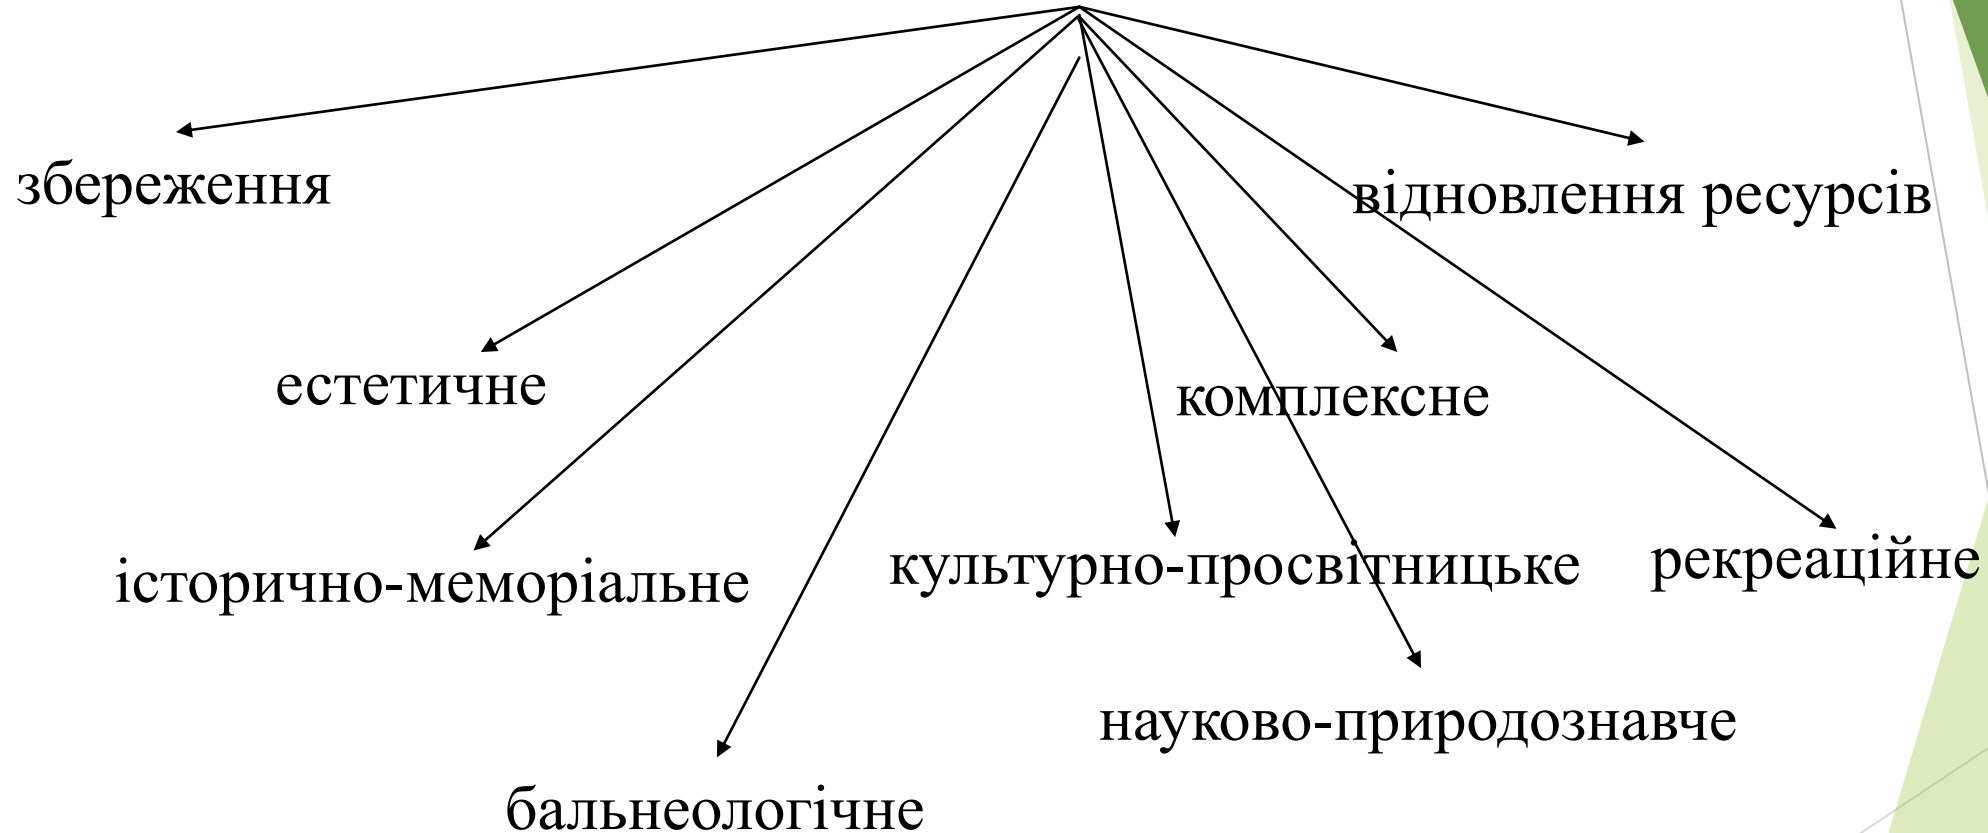 збереження
відновлення ресурсів
естетичне
комплексне
історично-меморіальне
культурно-просвітницьке
рекреаційне
науково-природознавче
бальнеологічне